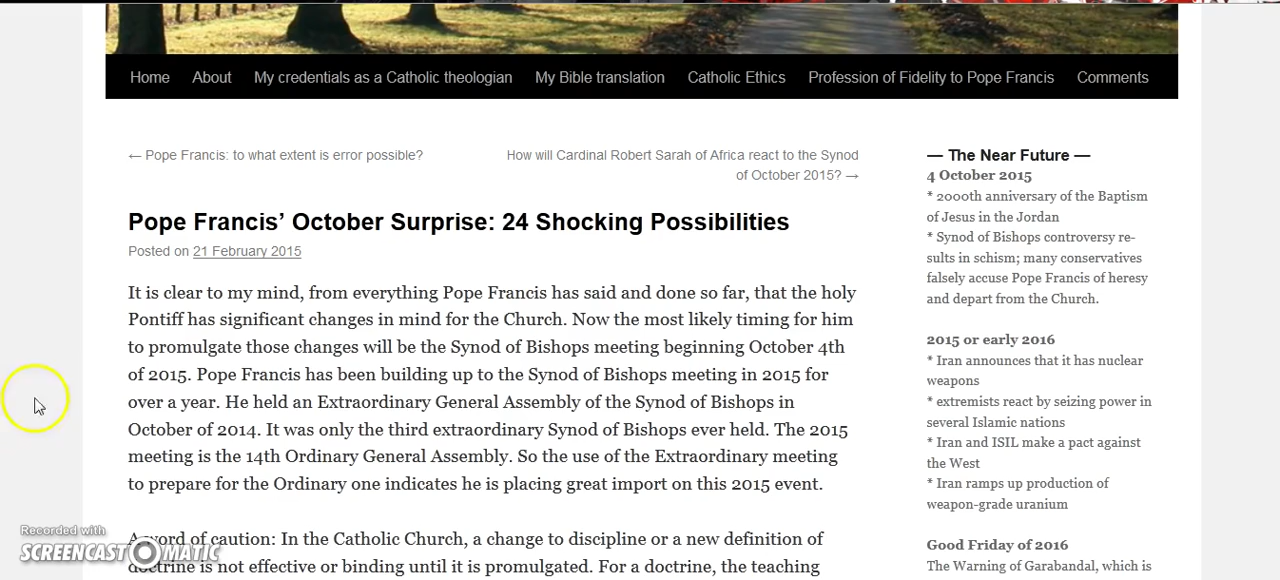 Home About My credentials as a Catholic theologian My Bible translation Catholic Ethics Profession of Fidelity to Pope Francis Comments
← Pope Francis: to what extent is error possible?
How will Cardinal Robert Sarah of Africa react to the Synod
of October 2015? →
Pope Francis’ October Surprise: 24 Shocking Possibilities
Posted on 21 February 2015
It is clear to my mind, from everything Pope Francis has said and done so far, that the holy
Pontiff has significant changes in mind for the Church. Now the most likely timing for him
to promulgate those changes will be the Synod of Bishops meeting beginning October 4th
of 2015. Pope Francis has been building up to the Synod of Bishops meeting in 2015 for
over a year. He held an Extraordinary General Assembly of the Synod of Bishops in
October of 2014. It was only the third extraordinary Synod of Bishops ever held. The 2015
meeting is the 14th Ordinary General Assembly. So the use of the Extraordinary meeting
to prepare for the Ordinary one indicates he is placing great import on this 2015 event.
A word of caution: In the Catholic Church, a change to discipline or a new definition of
doctrine is not effective or binding until it is promulgated. For a doctrine, the teaching
— The Near Future —
4 October 2015
* 2000th anniversary of the Baptism
of Jesus in the Jordan
* Synod of Bishops controversy re-
sults in schism; many conservatives
falsely accuse Pope Francis of heresy
and depart from the Church.
2015 or early 2016
* Iran announces that it has nuclear
weapons
* extremists react by seizing power in
several Islamic nations
* Iran and ISIL make a pact against
the West
* Iran ramps up production of
weapon-grade uranium
Good Friday of 2016
The Warning of Garabandal, which is
Recorded with
SCREENCAST-O-MATIC